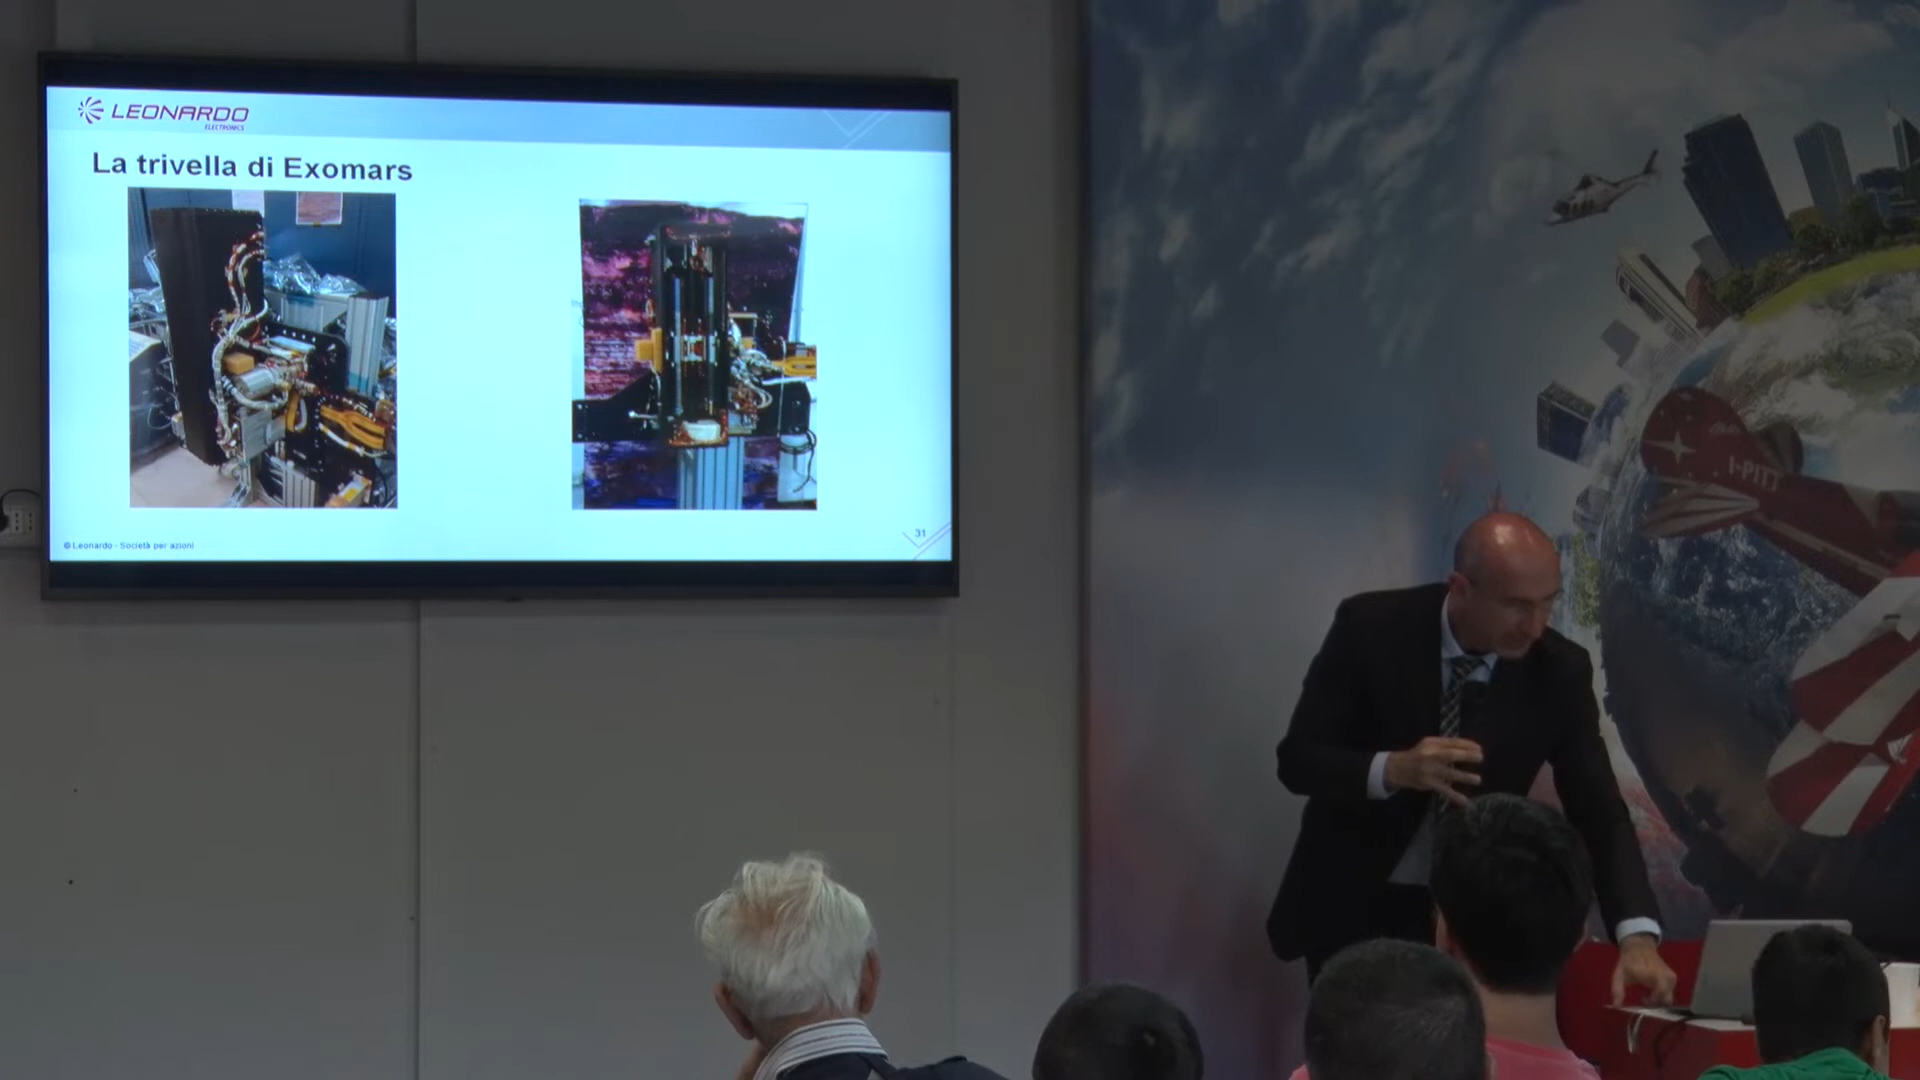 LEONARDO
ELECTRONICS
La trivella di Exomars
© Leonardo - Società per azioni
31
I-PITT